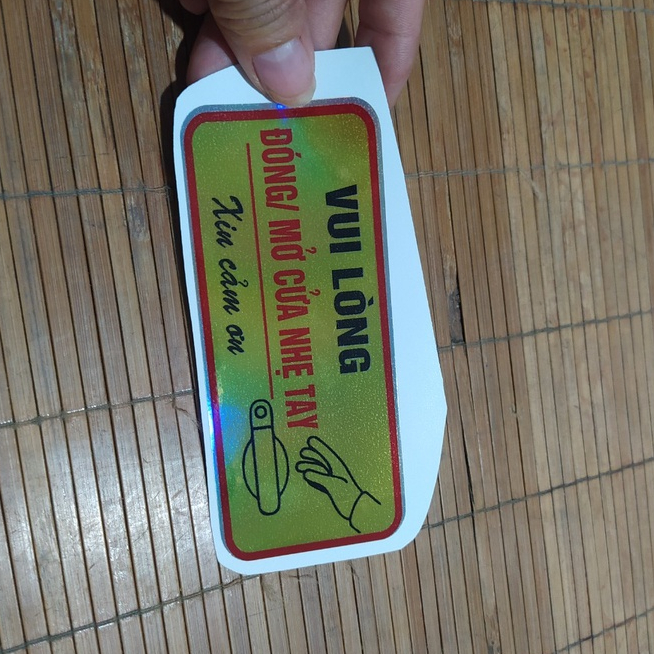 VUI LÒNG
ĐÓNG/ MỞ CỬA NHẸ TAY
Xin cảm ơn